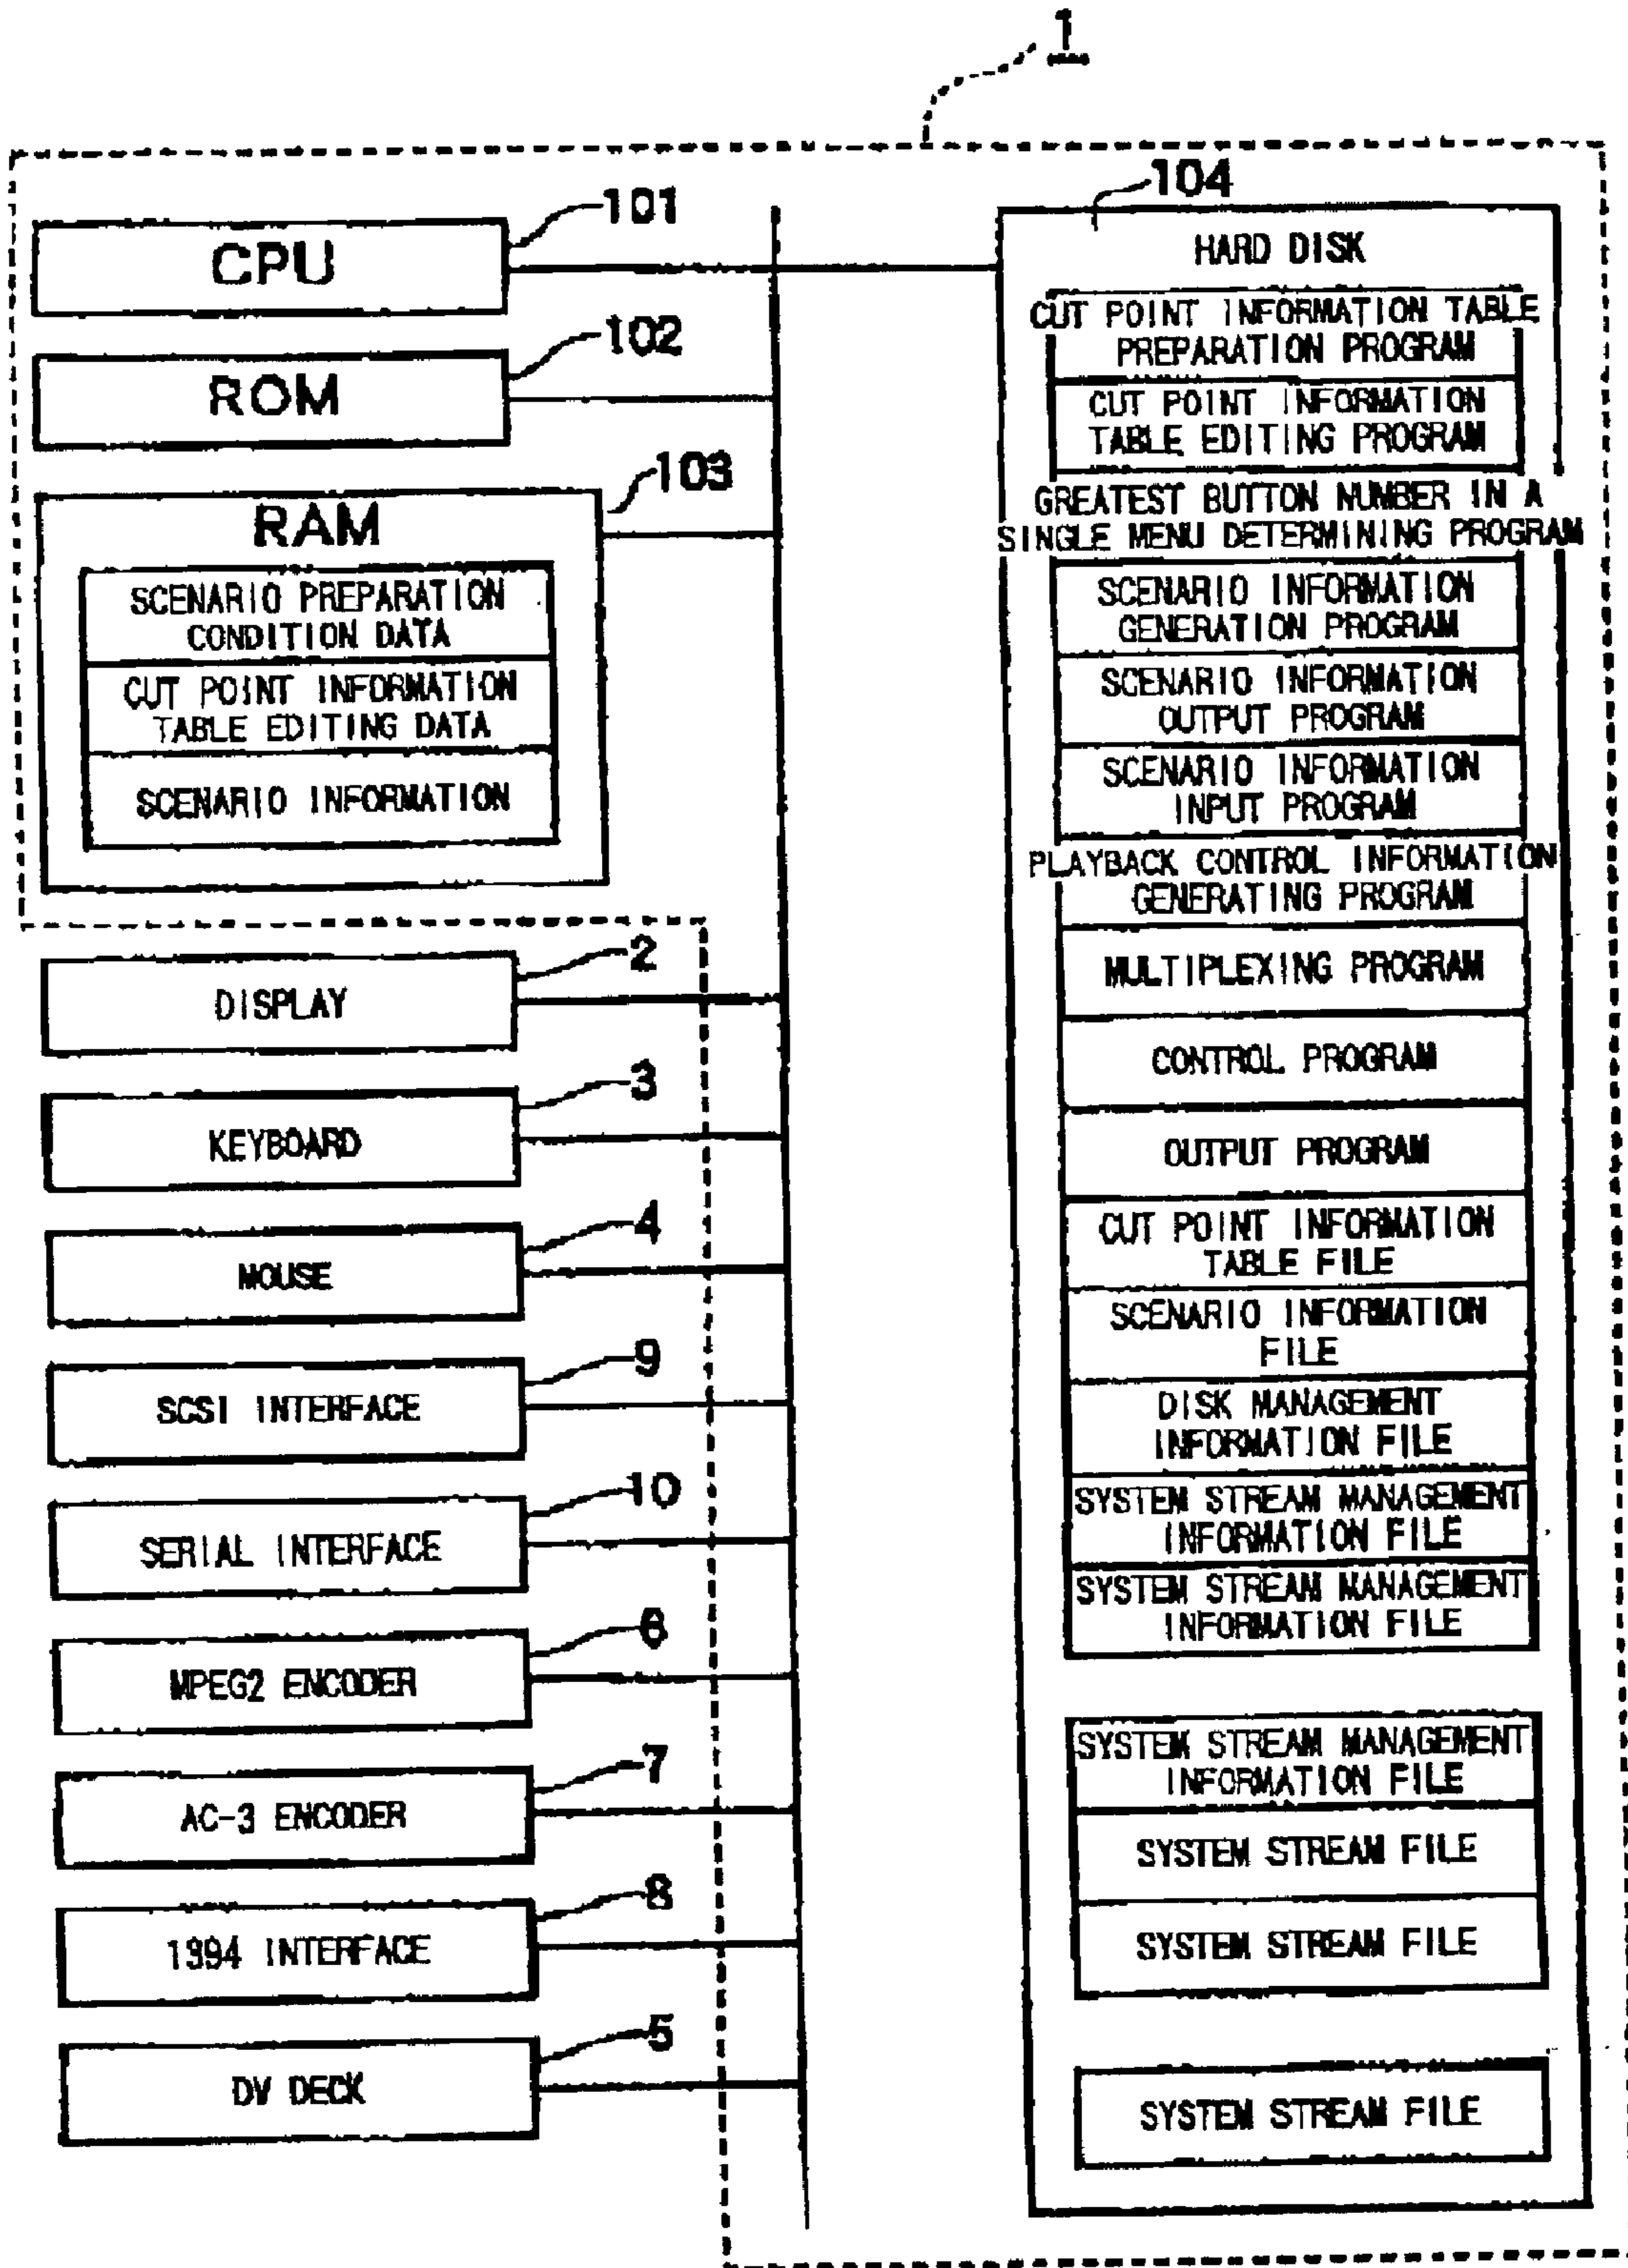 1
101
CPU
102
ROM
103
RAM
SCENARIO PREPARATION
CONDITION DATA
CUT POINT INFORMATION
TABLE EDITING DATA
SCENARIO INFORMATION
2
DISPLAY
3
KEYBOARD
4
MOUSE
9
SCSI INTERFACE
10
SERIAL INTERFACE
6
MPEG2 ENCODER
7
AC-3 ENCODER
8
1394 INTERFACE
5
DV DECK
104
HARD DISK
CUT POINT INFORMATION TABLE
PREPARATION PROGRAM
CUT POINT INFORMATION
TABLE EDITING PROGRAM
GREATEST BUTTON NUMBER IN A
SINGLE MENU DETERMINING PROGRAM
SCENARIO INFORMATION
GENERATION PROGRAM
SCENARIO INFORMATION
OUTPUT PROGRAM
SCENARIO INFORMATION
INPUT PROGRAM
PLAYBACK CONTROL INFORMATION
GENERATING PROGRAM
MULTIPLEXING PROGRAM
CONTROL PROGRAM
OUTPUT PROGRAM
CUT POINT INFORMATION
TABLE FILE
SCENARIO INFORMATION
FILE
DISK MANAGEMENT
INFORMATION FILE
SYSTEM STREAM MANAGEMENT
INFORMATION FILE
SYSTEM STREAM MANAGEMENT
INFORMATION FILE
SYSTEM STREAM MANAGEMENT
INFORMATION FILE
SYSTEM STREAM FILE
SYSTEM STREAM FILE
SYSTEM STREAM FILE